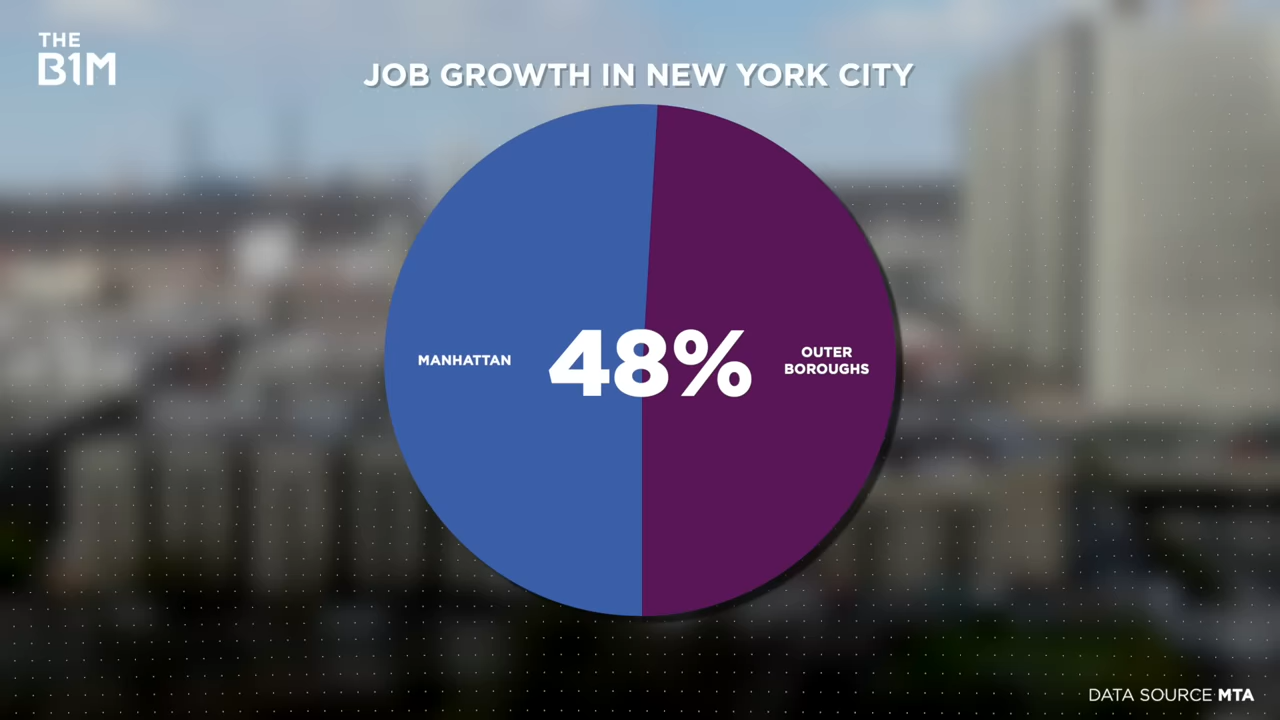 THE
B1M
JOB GROWTH IN NEW YORK CITY
MANHATTAN
48%
OUTER
BOROUGHS
DATA SOURCE MTA